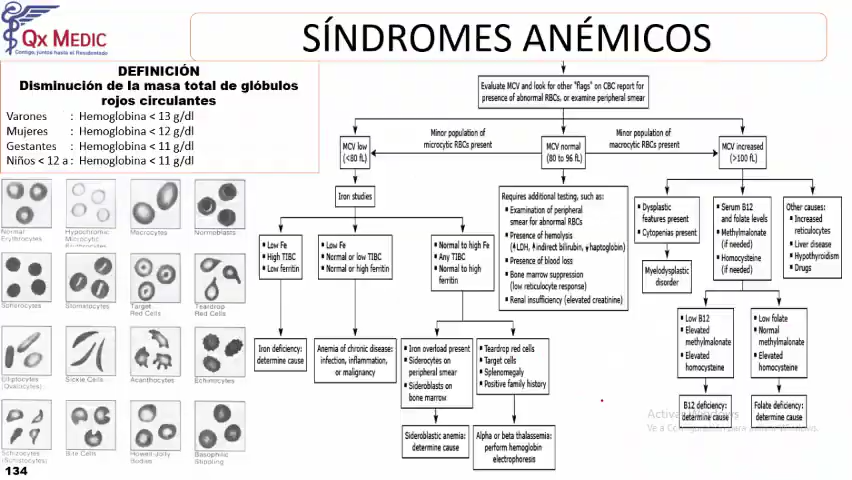 QX MEDIC
Contigo, juntos hasta el Residentado
SÍNDROMES ANÉMICOS
DEFINICIÓN
Disminución de la masa total de glóbulos
rojos circulantes
Varones : Hemoglobina < 13 g/dl
Mujeres : Hemoglobina < 12 g/dl
Gestantes : Hemoglobina < 11 g/dl
Niños < 12 a : Hemoglobina < 11 g/dl
Normal
Erythrocytes
Hypochromic
Microcytic
Erythrocytes
Macrocytes
Normoblasts
Spherocytes
Stomatocytes
Target
Red Cells
Teardrop
Red Cells
Elliptocytes
(Ovalocytes)
Sickle Cells
Acanthocytes
Echinocytes
Schizocytes
(Schistocytes)
Bite Cells
Howell Jolly
Bodies
Basophilic
Stippling
134
Evaluate MCV and look for other "flags" on CBC report for
presence of abnormal RBCs, or examine peripheral smear
MCV low
(<80 fL)
Minor population of
microcytic RBCs present
MCV normal
(80 to 96 fL)
Minor population of
macrocytic RBCs present
MCV increased
(>100 fL)
Iron studies
▪ Low Fe
▪ High TIBC
▪ Low ferritin
▪ Low Fe
▪ Normal or low TIBC
▪ Normal or high ferritin
▪ Normal to high Fe
▪ Any TIBC
▪ Normal to high
ferritin
Iron deficiency:
determine cause
Anemia of chronic disease:
infection, inflammation,
or malignancy
▪ Iron overload present
▪ Siderocytes on
peripheral smear
▪ Sideroblasts on
bone marrow
▪ Teardrop red cells
▪ Target cells
▪ Splenomegaly
▪ Positive family history
Sideroblastic anemia:
determine cause
Alpha or beta thalassemia:
perform hemoglobin
electrophoresis
Requires additional testing, such as:
▪ Examination of peripheral
smear for abnormal RBCs
▪ Presence of hemolysis
(↑LDH, ↑indirect bilirubin, ↓haptoglobin)
▪ Presence of blood loss
▪ Bone marrow suppression
(low reticulocyte response)
▪ Renal insufficiency (elevated creatinine)
▪ Dysplastic
features present
▪ Cytopenias present
Myelodysplastic
disorder
▪ Serum B12
and folate levels
▪ Methylmalonate
(if needed)
▪ Homocysteine
(if needed)
Other causes:
▪ Increased
reticulocytes
▪ Liver disease
▪ Hypothyroidism
▪ Drugs
▪ Low B12
▪ Elevated
methylmalonate
▪ Elevated
homocysteine
▪ Low folate
▪ Normal
methylmalonate
▪ Elevated
homocysteine
B12 deficiency:
determine cause
Folate deficiency:
determine cause